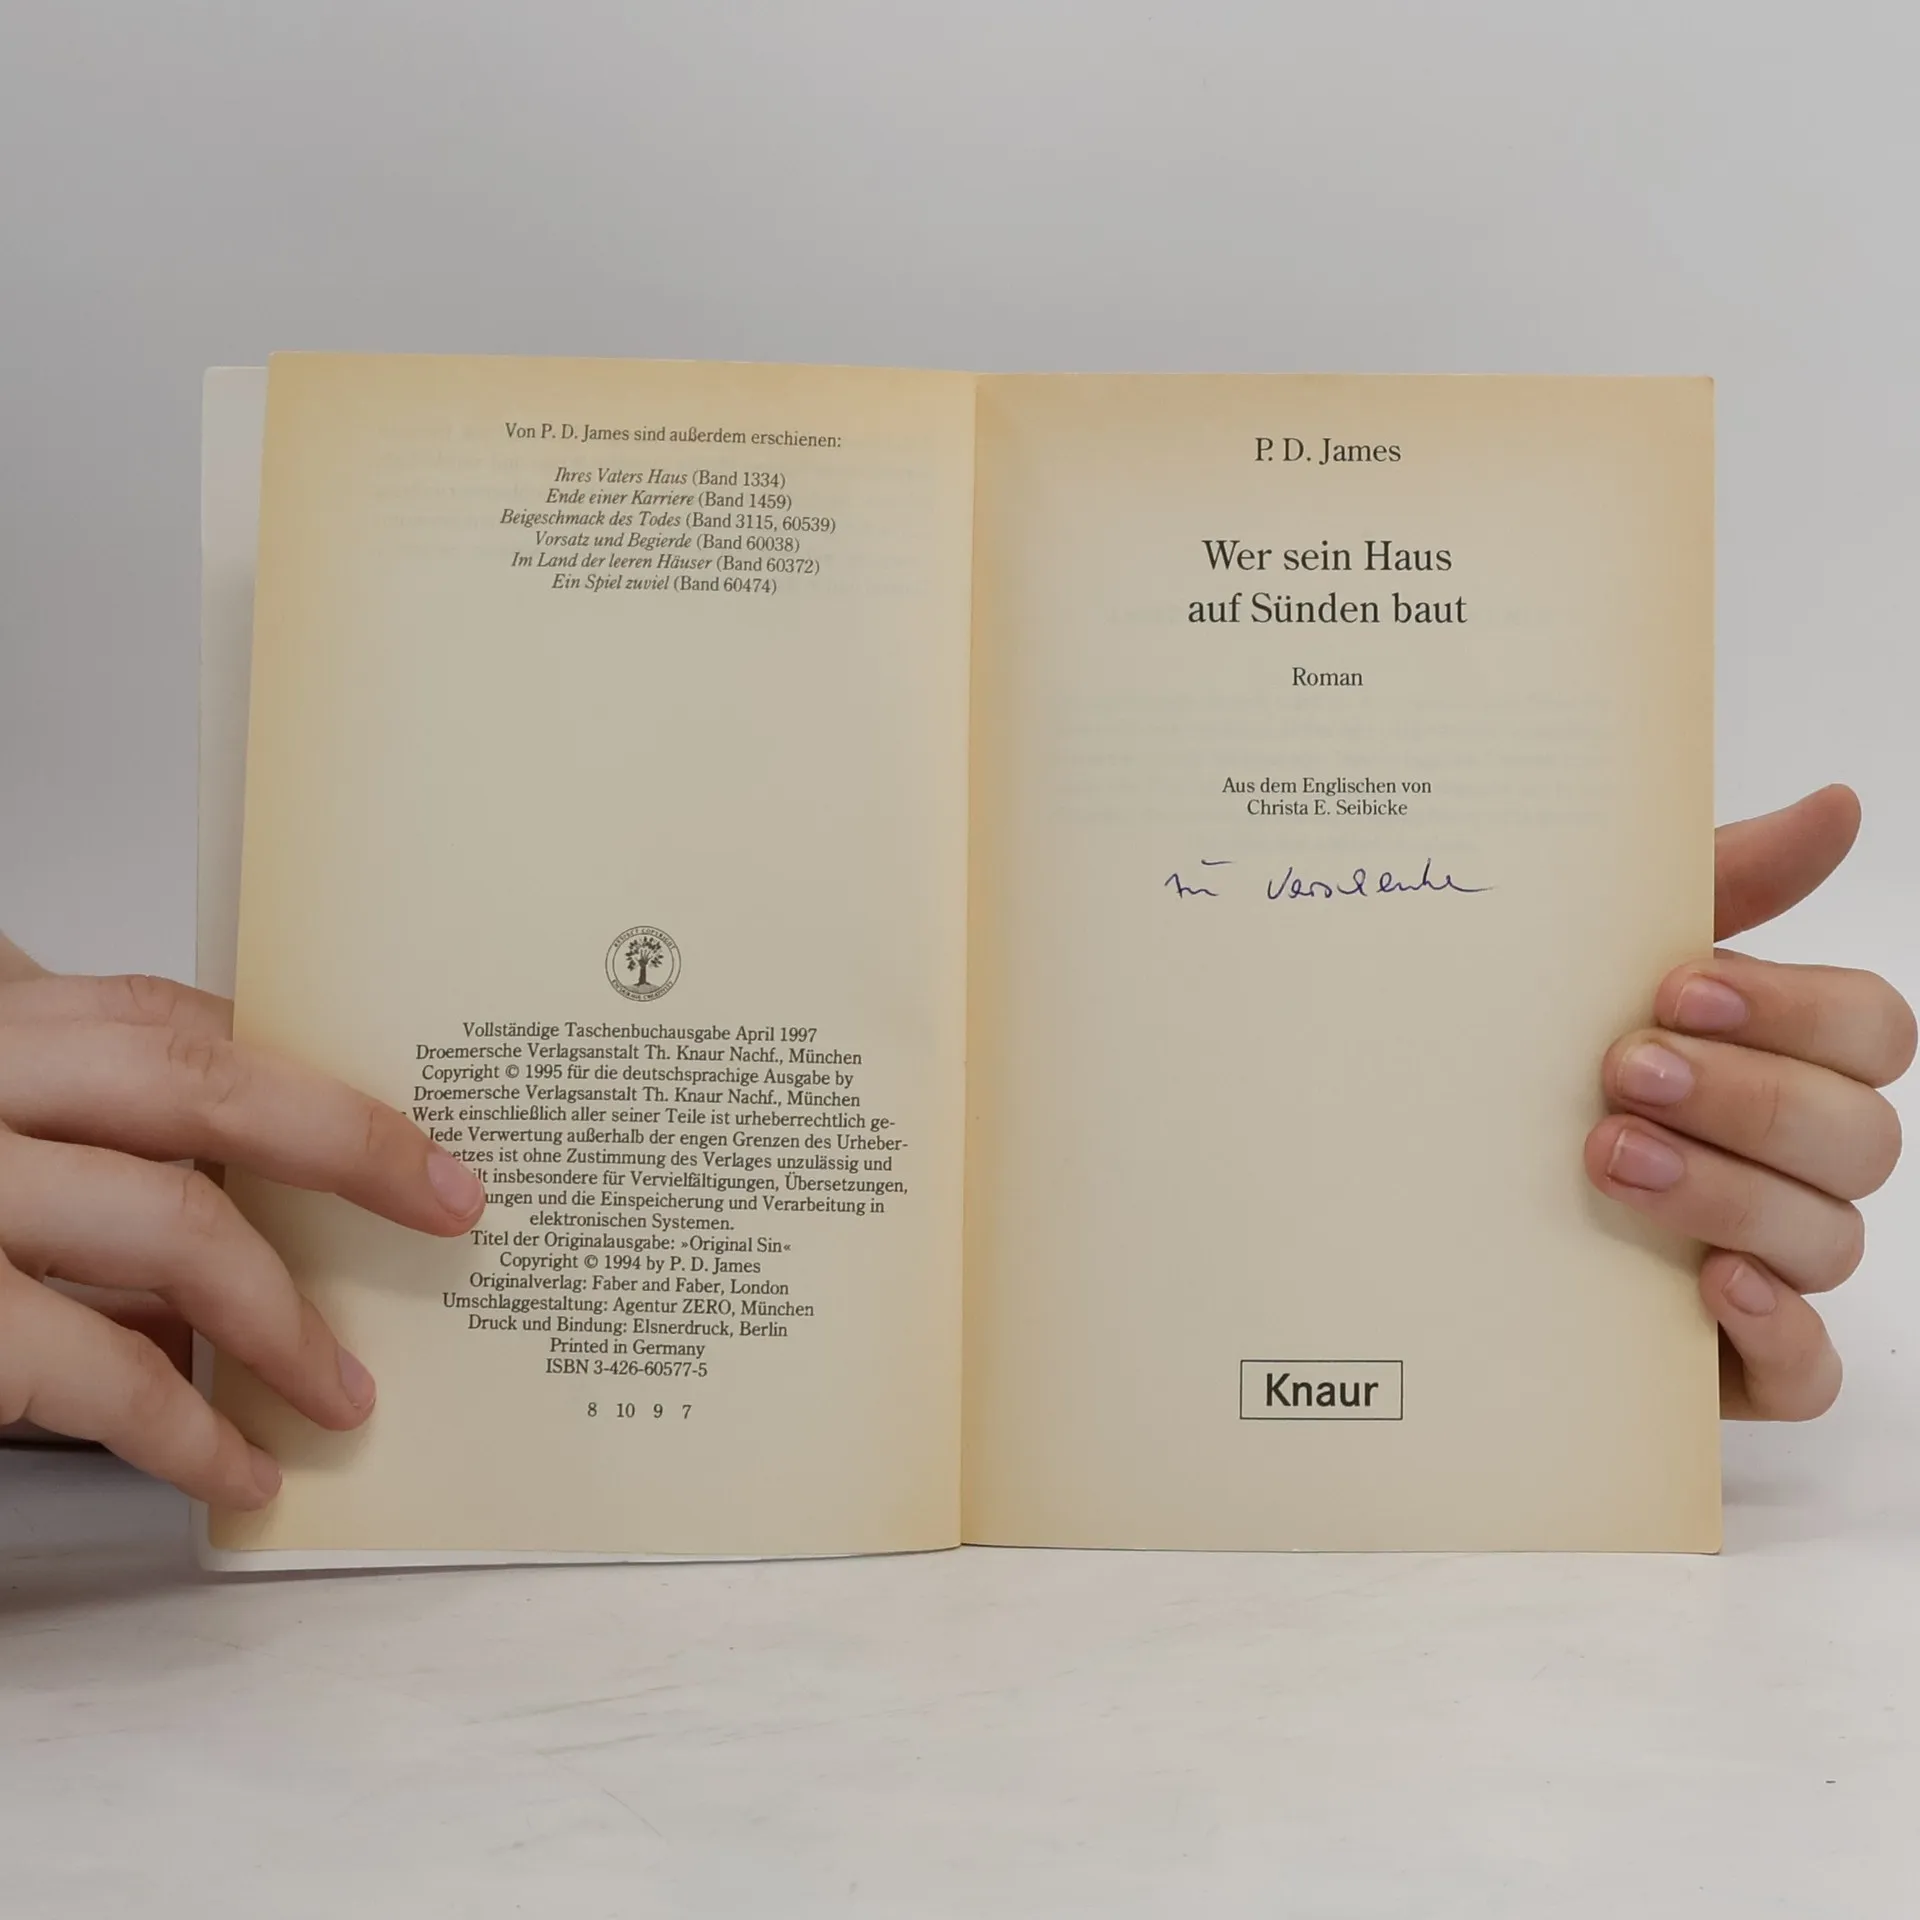 Von P. D. James sind außerdem erschienen:
Ihres Vaters Haus (Band 1334)
Ende einer Karriere (Band 1459)
Beigeschmack des Todes (Band 3115, 60539)
Vorsatz und Begierde (Band 60038)
Im Land der leeren Häuser (Band 60372)
Ein Spiel zuviel (Band 60474)
Vollständige Taschenbuchausgabe April 1997
Droemersche Verlagsanstalt Th. Knaur Nachf., München
Copyright © 1995 für die deutschsprachige Ausgabe by
Droemersche Verlagsanstalt Th. Knaur Nachf., München
Werk einschließlich aller seiner Teile ist urheberrechtlich ge-
Jede Verwertung außerhalb der engen Grenzen des Urheber-
etzes ist ohne Zustimmung des Verlages unzulässig und
ilt insbesondere für Vervielfältigungen, Übersetzungen,
ungen und die Einspeicherung und Verarbeitung in
elektronischen Systemen.
Titel der Originalausgabe: »Original Sin«
Copyright © 1994 by P. D. James
Originalverlag: Faber and Faber, London
Umschlaggestaltung: Agentur ZERO, München
Druck und Bindung: Elsnerdruck, Berlin
Printed in Germany
ISBN 3-426-60577-5
8 10 9 7
P. D. James
Wer sein Haus
auf Sünden baut
Roman
Aus dem Englischen von
Christa E. Seibicke
Knaur